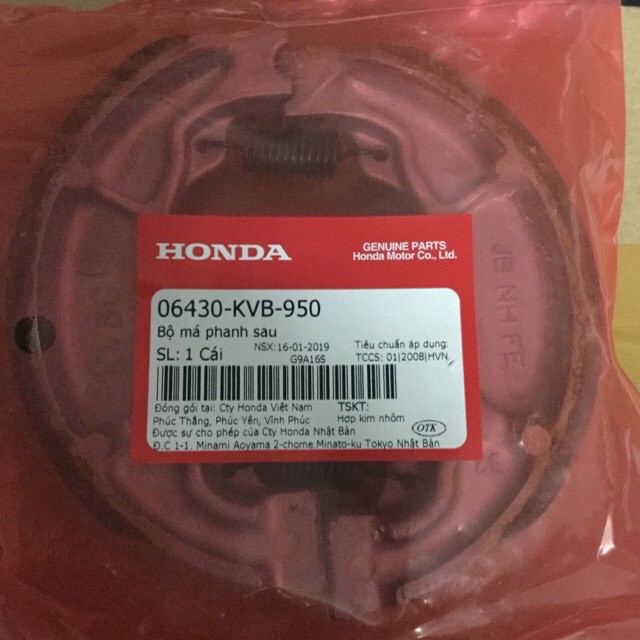 HONDA
GENUINE PARTS
Honda Motor Co., Ltd.
06430-KVB-950
Bộ má phanh sau
SL: 1 Cái
NSX:16-01-2019
G9A16S
Tiêu chuẩn áp dụng:
TCCS: 01|2008|HVN
Đóng gói tại: Cty Honda Việt Nam
Phúc Thắng, Phúc Yên, Vĩnh Phúc
TSKT:
Hợp kim nhôm
OTK
Được sự cho phép của Cty Honda Nhật Bản
Đ.C 1-1. Minami Aoyama 2-chome.Minato-ku Tokyo Nhật Bản
NH FE